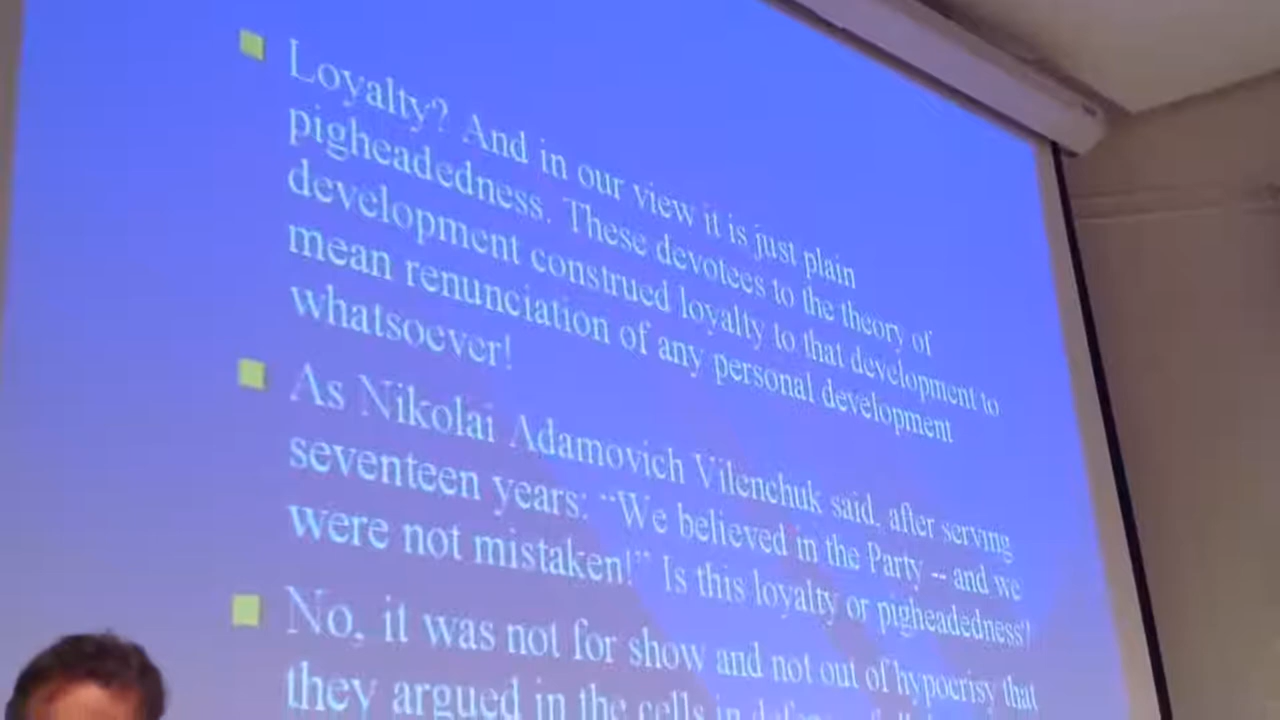 Loyalty? And in our view it is just plain
pigheadedness. These devotees to the theory of
development construed loyalty to that development to
mean renunciation of any personal development
whatsoever!
As Nikolai Adamovich Vilenchuk said, after serving
seventeen years: “We believed in the Party -- and we
were not mistaken!” Is this loyalty or pigheadedness?
No, it was not for show and not out of hypocrisy that
they argued in the cells in